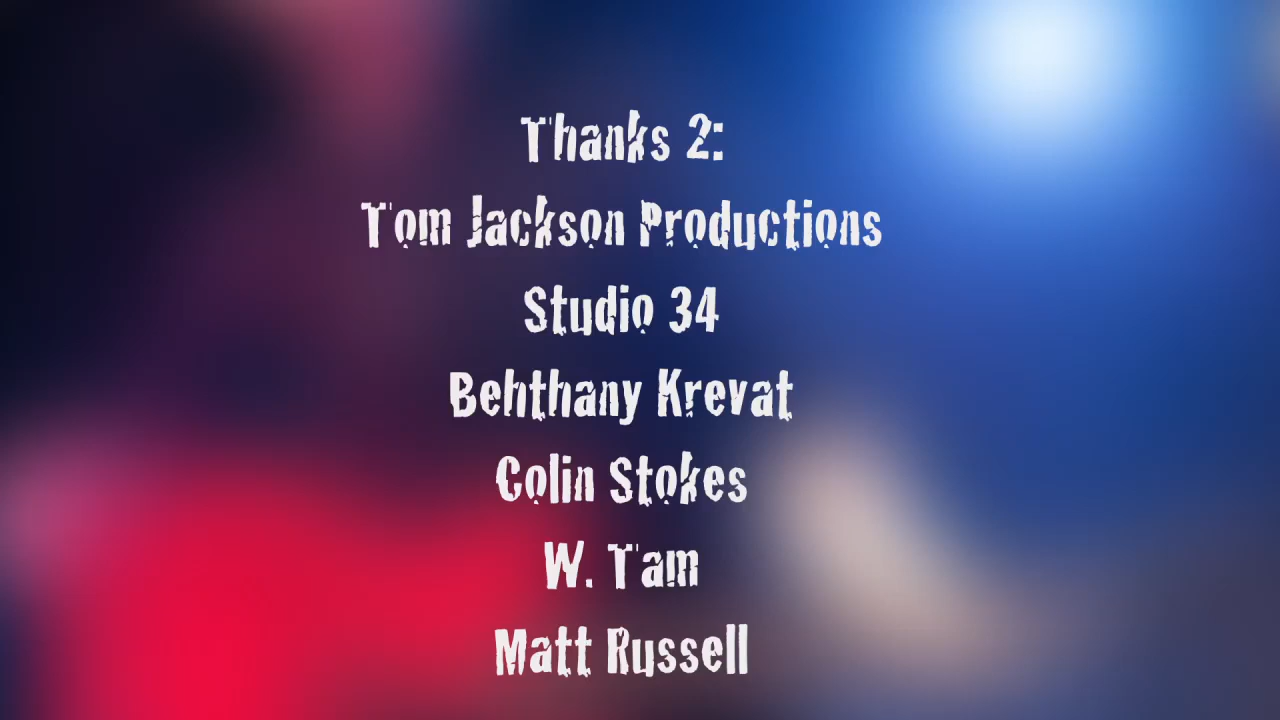 Thanks 2:
Tom Jackson Productions
Studio 34
Behthany Krevat
Colin Stokes
W. Tam
Matt Russell